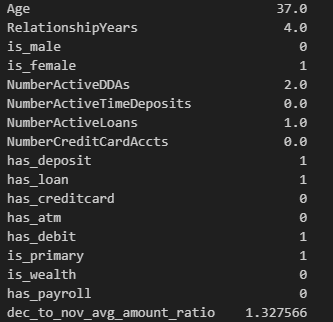 Age 37.0
RelationshipYears 4.0
is_male 0
is_female 1
NumberActiveDDAs 2.0
NumberActiveTimeDeposits 0.0
NumberActiveLoans 1.0
NumberCreditCardAccts 0.0
has_deposit 1
has_loan 1
has_creditcard 0
has_atm 0
has_debit 1
is_primary 1
is_wealth 0
has_payroll 0
dec_to_nov_avg_amount_ratio 1.327566